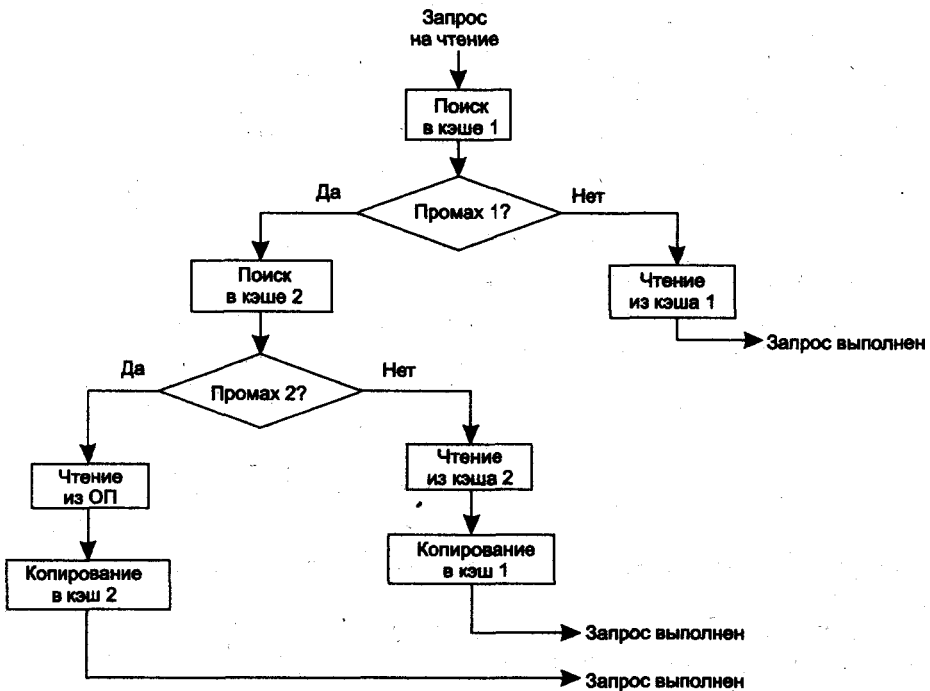 Запрос
на чтение
Поиск
в кэше 1
Да
Промах 1?
Нет
Поиск
в кэше 2
Чтение
из кэша 1
Запрос выполнен
Да
Промах 2?
Нет
Чтение
из ОП
Чтение
из кэша 2
Копирование
в кэш 2
Копирование
в кэш 1
Запрос выполнен
Запрос выполнен